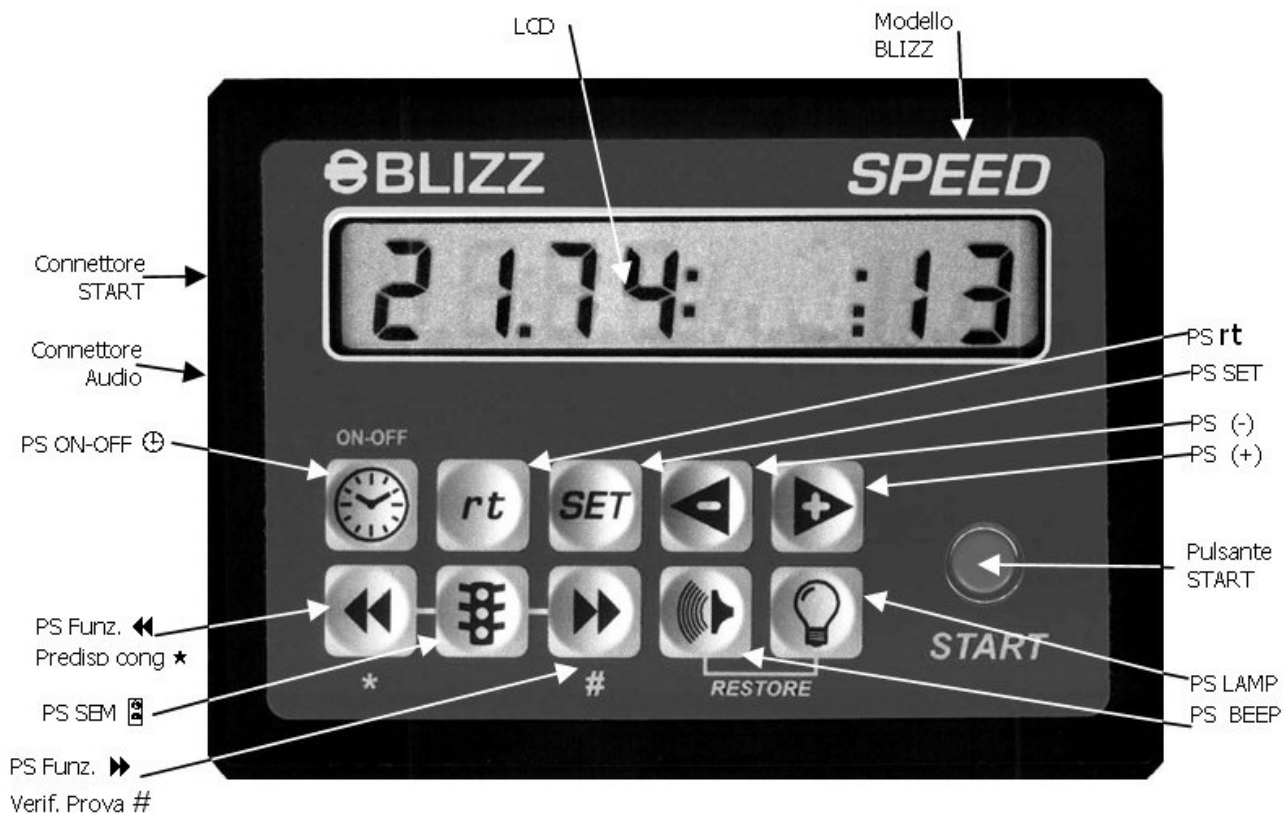 LCD
Modello
BLIZZ
BLIZZ
SPEED
21.74: :13
Connettore
START
Connettore
Audio
PS rt
PS SET
PS (-)
PS (+)
PS ON-OFF
ON-OFF
rt
SET
-
+
Pulsante
START
PS Funz.
Predisp cong ★
PS SEM
*
#
RESTORE
START
PS LAMP
PS BEEP
PS Funz.
Verif. Prova #